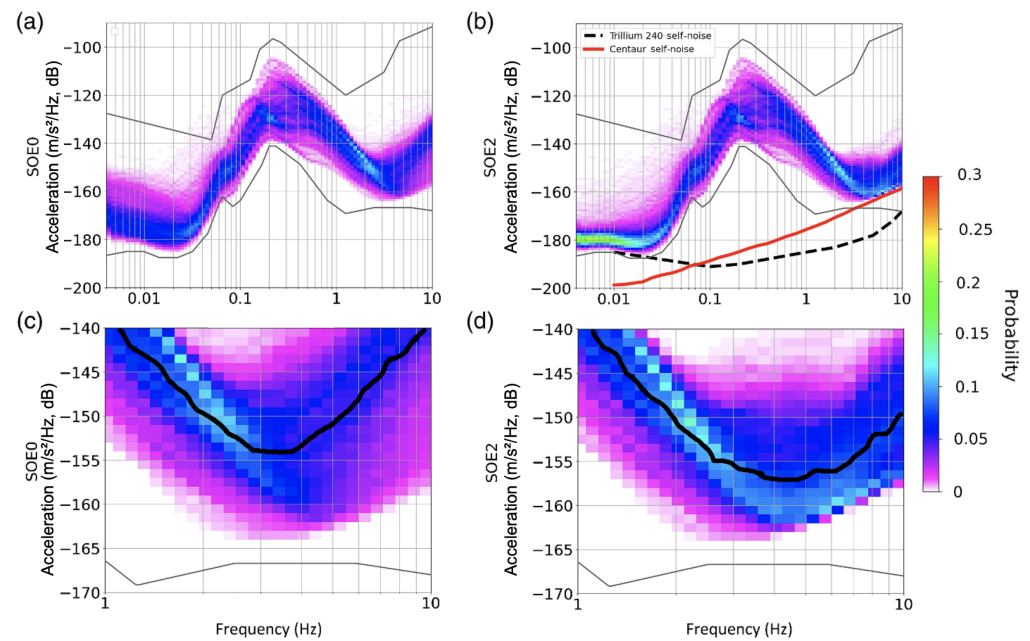 (a)
(b)
SOE0
Acceleration (m/s²/Hz, dB)
−100
−120
−140
−160
−180
−200
0.01
0.1
1
10
SOE2
Acceleration (m/s²/Hz, dB)
−100
−120
−140
−160
−180
−200
Trillium 240 self-noise
Centaur self-noise
0.01
0.1
1
10
(c)
(d)
SOE0
Acceleration (m/s²/Hz, dB)
−140
−145
−150
−155
−160
−165
−170
1
10
Frequency (Hz)
SOE2
Acceleration (m/s²/Hz, dB)
−140
−145
−150
−155
−160
−165
−170
1
10
Frequency (Hz)
0.3
0.25
0.2
0.15
0.1
0.05
0
Probability